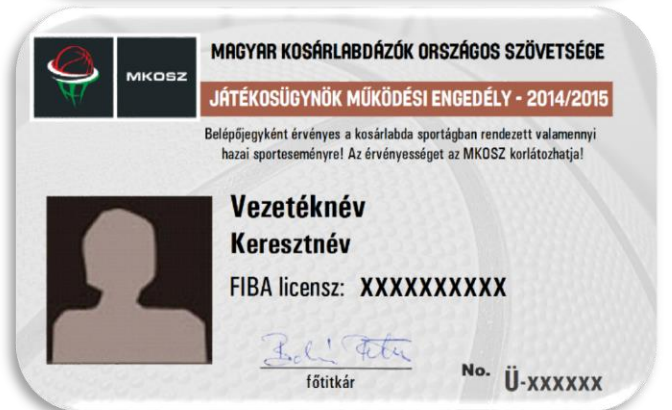 MKOSZ
MAGYAR KOSÁRLABDÁZÓK ORSZÁGOS SZÖVETSÉGE
JÁTÉKOSÜGYNÖK MŰKÖDÉSI ENGEDÉLY - 2014/2015
Belépőjegyként érvényes a kosárlabda sportágban rendezett valamennyi
hazai sporteseményre! Az érvényességet az MKOSZ korlátozhatja!
Vezetéknév
Keresztnév
FIBA licensz: XXXXXXXXXX
főtitkár
No. Ü-XXXXXX